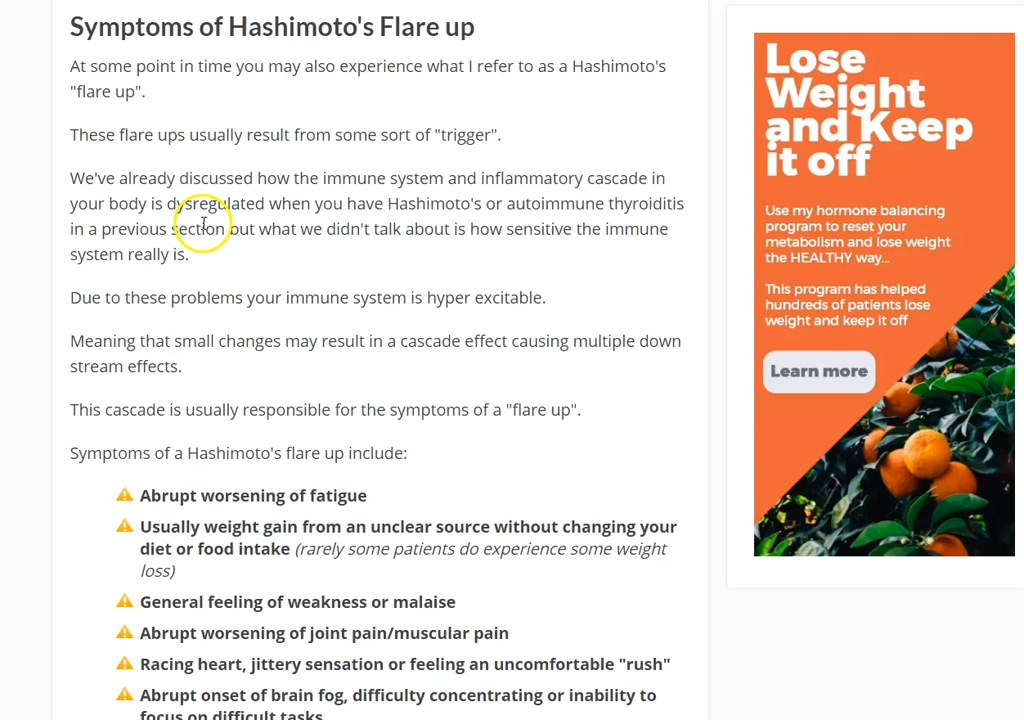 Symptoms of Hashimoto's Flare up
At some point in time you may also experience what I refer to as a Hashimoto's
"flare up".
These flare ups usually result from some sort of "trigger".
We've already discussed how the immune system and inflammatory cascade in
your body is dysregulated when you have Hashimoto's or autoimmune thyroiditis
in a previous section but what we didn't talk about is how sensitive the immune
system really is.
Due to these problems your immune system is hyper excitable.
Meaning that small changes may result in a cascade effect causing multiple down
stream effects.
This cascade is usually responsible for the symptoms of a "flare up".
Symptoms of a Hashimoto's flare up include:
Abrupt worsening of fatigue
Usually weight gain from an unclear source without changing your
diet or food intake (rarely some patients do experience some weight
loss)
General feeling of weakness or malaise
Abrupt worsening of joint pain/muscular pain
Racing heart, jittery sensation or feeling an uncomfortable "rush"
Abrupt onset of brain fog, difficulty concentrating or inability to
focus on difficult tasks
Lose
Weight
and Keep
it off
Use my hormone balancing
program to reset your
metabolism and lose weight
the HEALTHY way...
This program has helped
hundreds of patients lose
weight and keep it off
Learn more